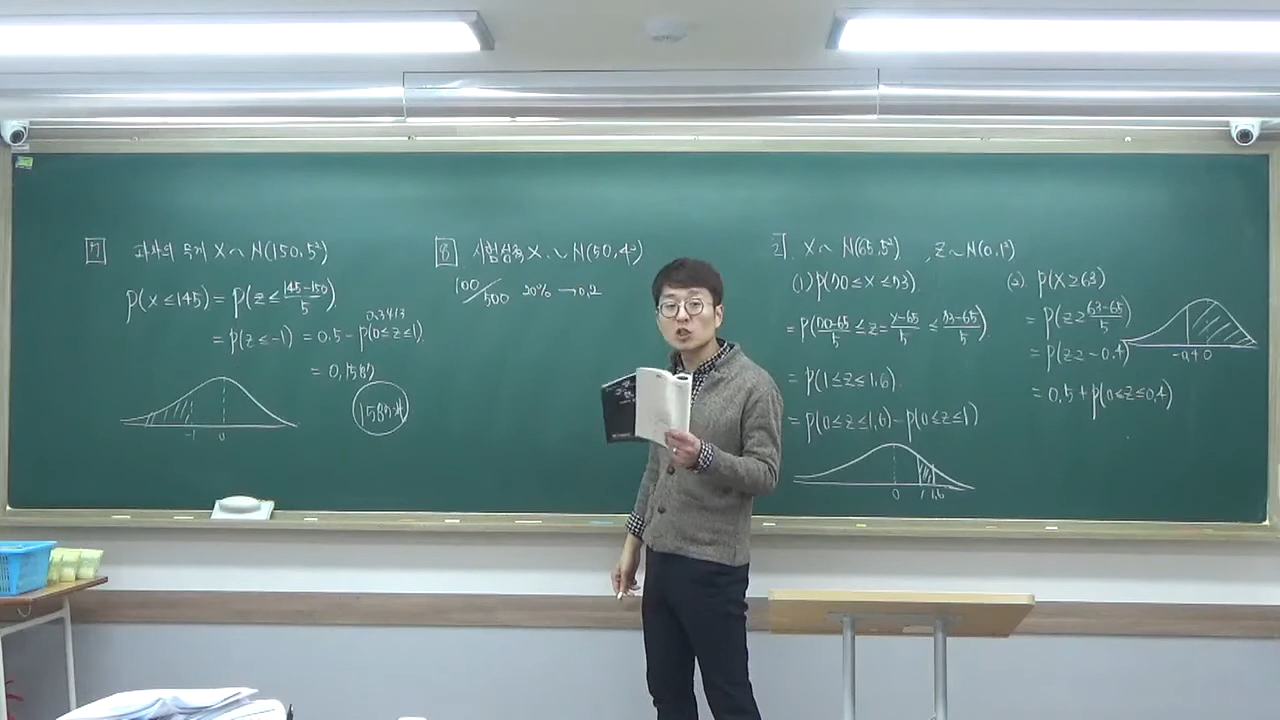 7 과자의 무게 X ~ N(150, 5²)
P(X ≤ 145) = P(Z ≤ (145-150)/5)
0.3413
= P(Z ≤ -1) = 0.5 - P(0 ≤ Z ≤ 1)
= 0.1587
1587개
-1 0
8 시험성적 X ~ N(50, 4²)
100/500 20% → 0.2
2. X ~ N(65, 5²), Z ~ N(0, 1²)
(1) P(70 ≤ X ≤ 73)
= P((70-65)/5 ≤ Z = (X-65)/5 ≤ (73-65)/5)
= P(1 ≤ Z ≤ 1.6)
= P(0 ≤ Z ≤ 1.6) - P(0 ≤ Z ≤ 1)
0 1 1.6
(2) P(X ≥ 63)
= P(Z ≥ (63-65)/5)
= P(Z ≥ -0.4)
-0.4 0
= 0.5 + P(0 ≤ Z ≤ 0.4)